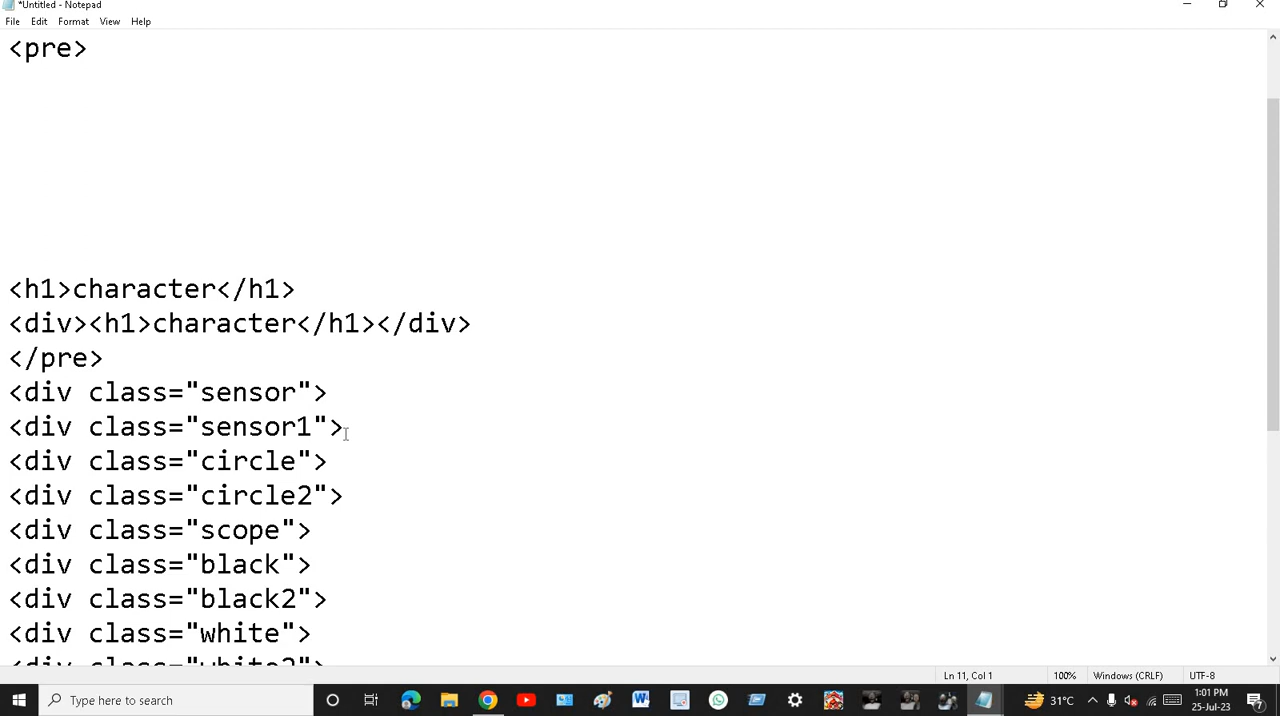 *Untitled - Notepad
File Edit Format View Help
<pre>
<h1>character</h1>
<div><h1>character</h1></div>
</pre>
<div class="sensor">
<div class="sensor1">
<div class="circle">
<div class="circle2">
<div class="scope">
<div class="black">
<div class="black2">
<div class="white">
<div class="white2">
Ln 11, Col 1 100% Windows (CRLF) UTF-8
Type here to search
31°C
1:01 PM
25-Jul-23